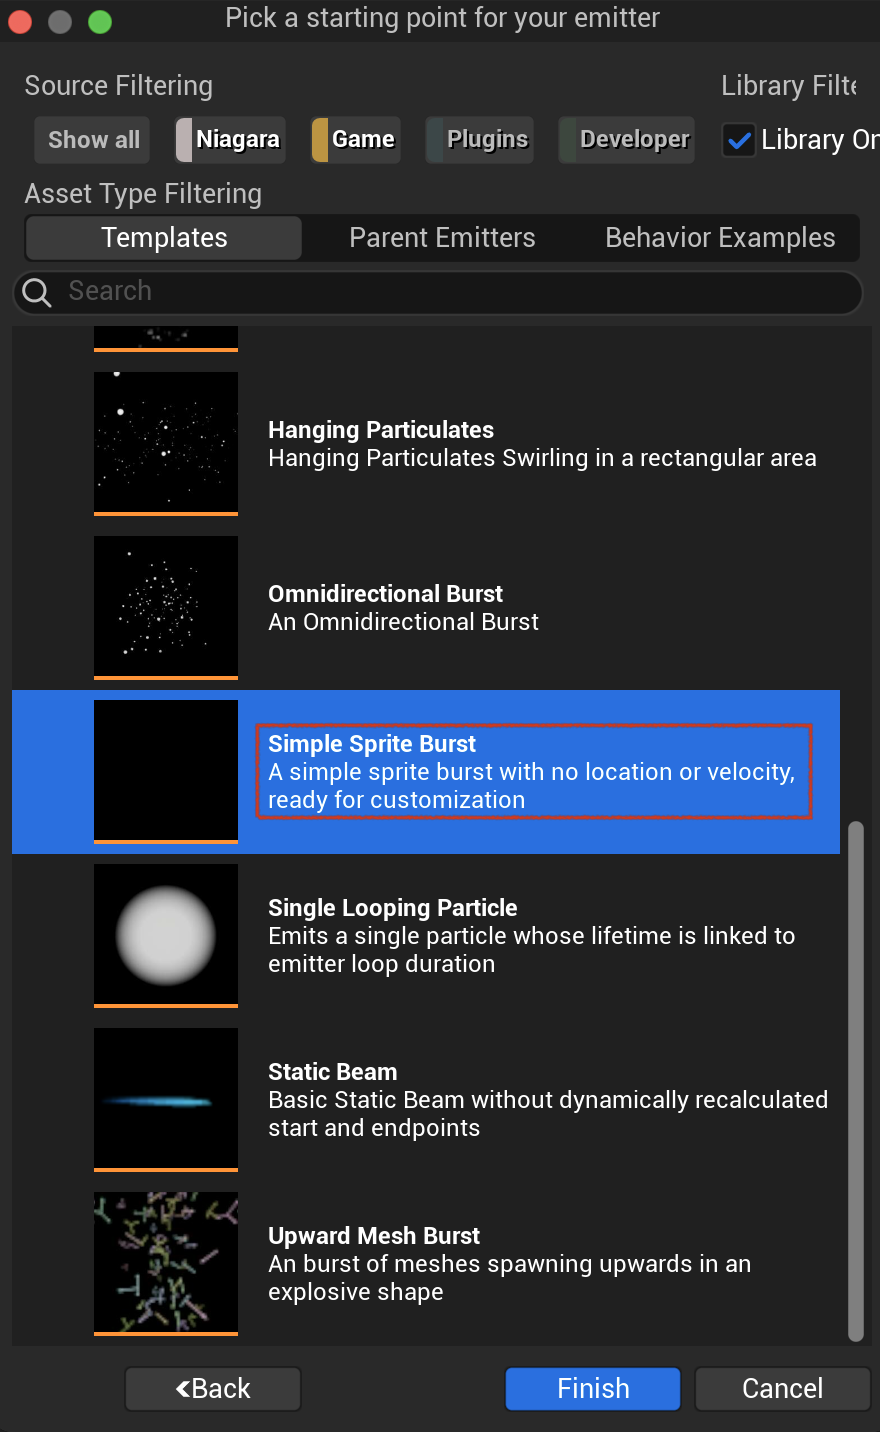 Pick a starting point for your emitter
Source Filtering
Library Filte
Show all
Niagara
Game
Plugins
Developer
Library On
Asset Type Filtering
Templates
Parent Emitters
Behavior Examples
Search
Hanging Particulates
Hanging Particulates Swirling in a rectangular area
Omnidirectional Burst
An Omnidirectional Burst
Simple Sprite Burst
A simple sprite burst with no location or velocity,
ready for customization
Single Looping Particle
Emits a single particle whose lifetime is linked to
emitter loop duration
Static Beam
Basic Static Beam without dynamically recalculated
start and endpoints
Upward Mesh Burst
An burst of meshes spawning upwards in an
explosive shape
Back
Finish
Cancel